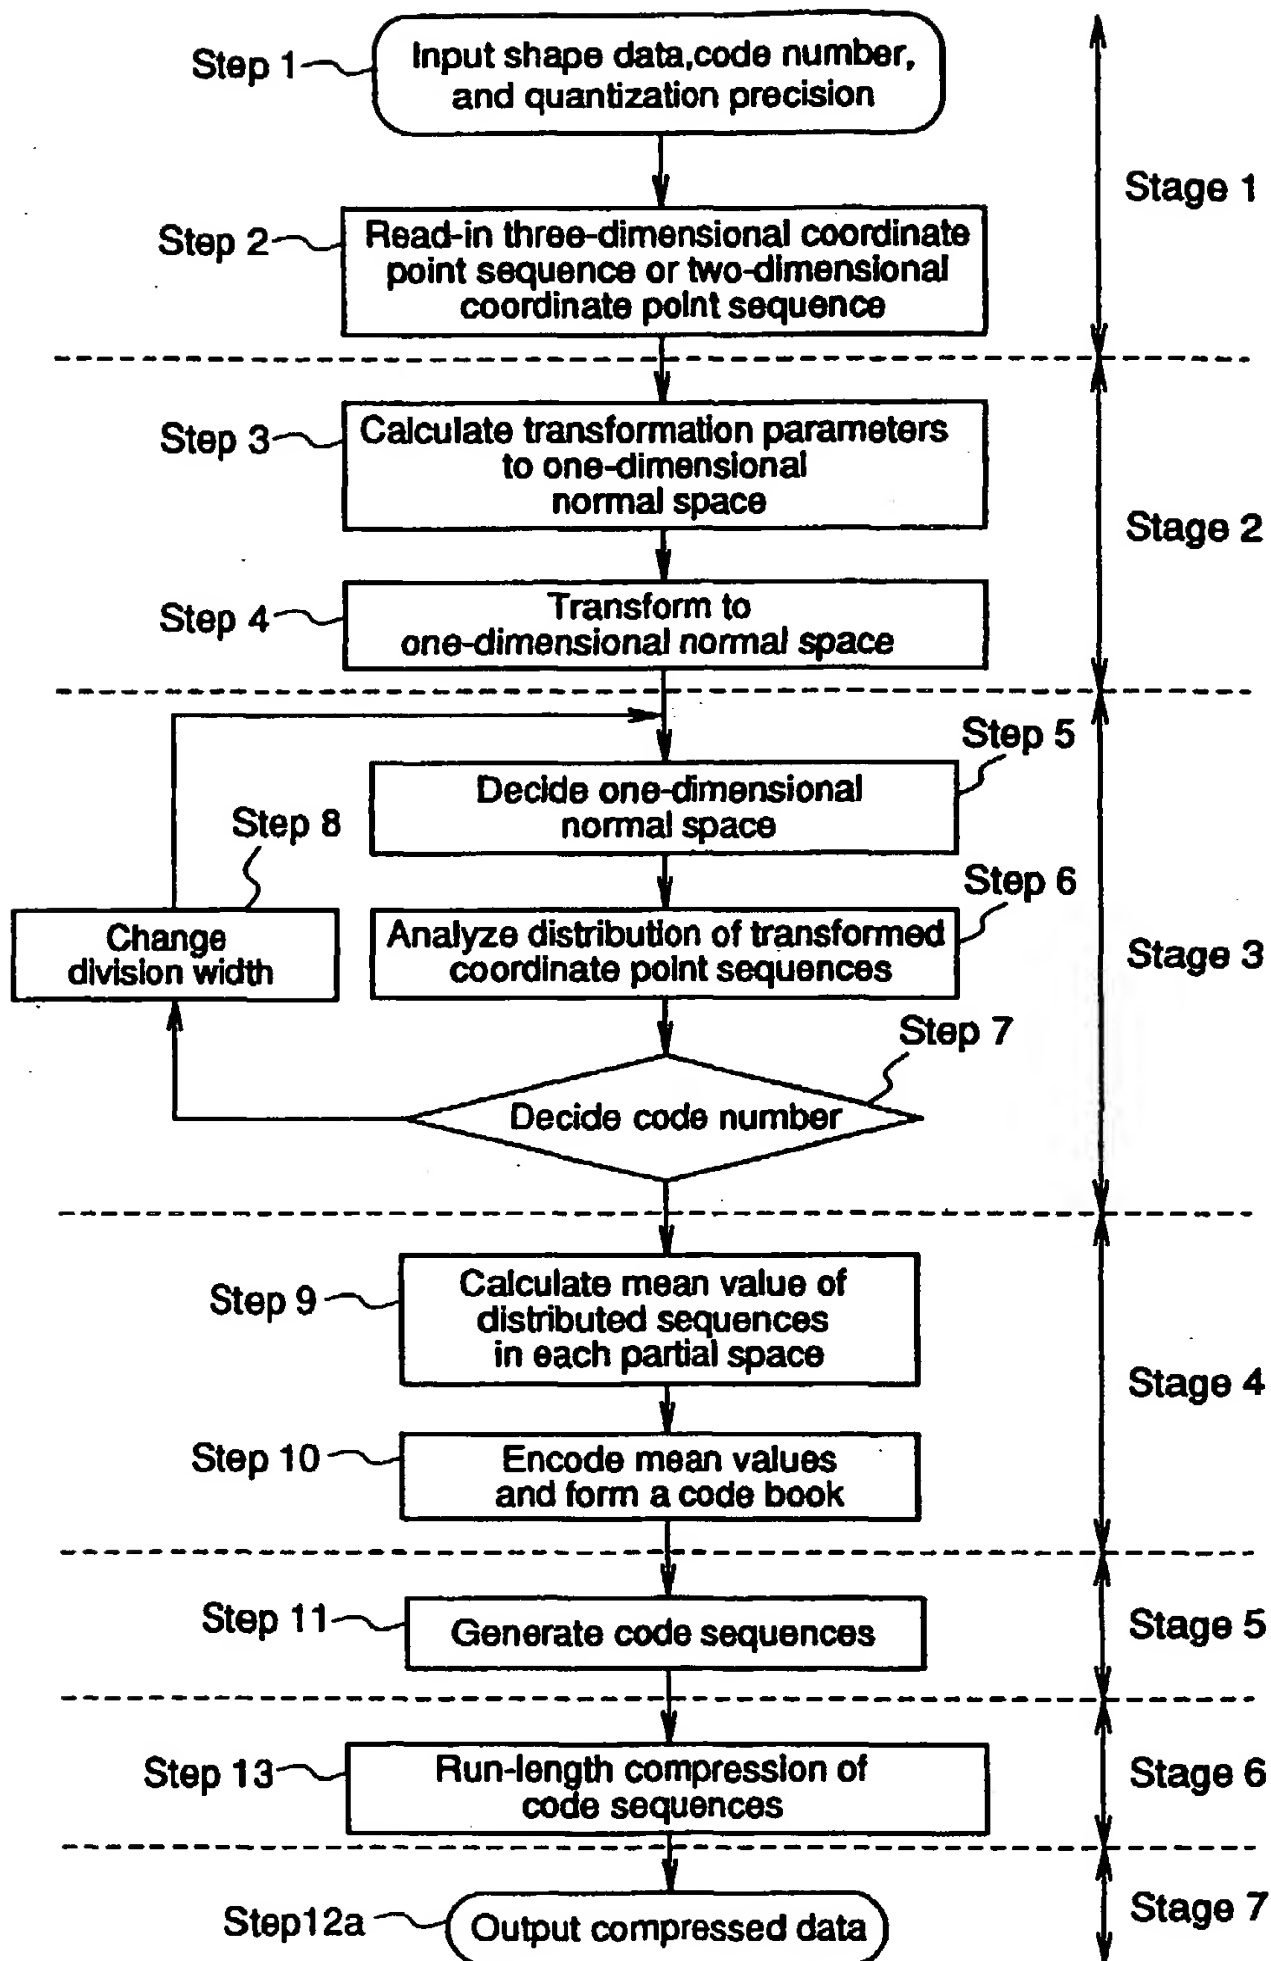 Step 1
Input shape data,code number,
and quantization precision
Stage 1
Step 2
Read-in three-dimensional coordinate
point sequence or two-dimensional
coordinate point sequence
Step 3
Calculate transformation parameters
to one-dimensional
normal space
Stage 2
Step 4
Transform to
one-dimensional normal space
Step 5
Decide one-dimensional
normal space
Step 8
Change
division width
Step 6
Analyze distribution of transformed
coordinate point sequences
Stage 3
Step 7
Decide code number
Step 9
Calculate mean value of
distributed sequences
in each partial space
Stage 4
Step 10
Encode mean values
and form a code book
Step 11
Generate code sequences
Stage 5
Step 13
Run-length compression of
code sequences
Stage 6
Step12a
Output compressed data
Stage 7